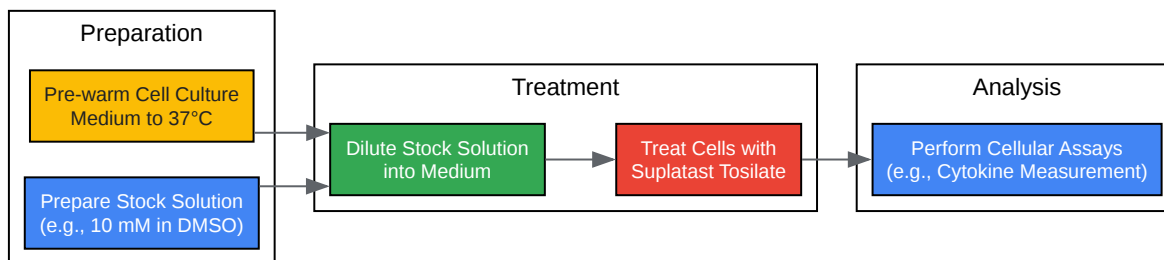 Preparation
Pre-warm Cell Culture
Medium to 37°C
Prepare Stock Solution
(e.g., 10 mM in DMSO)
Treatment
Dilute Stock Solution
into Medium
Treat Cells with
Suplatast Tosilate
Analysis
Perform Cellular Assays
(e.g., Cytokine Measurement)